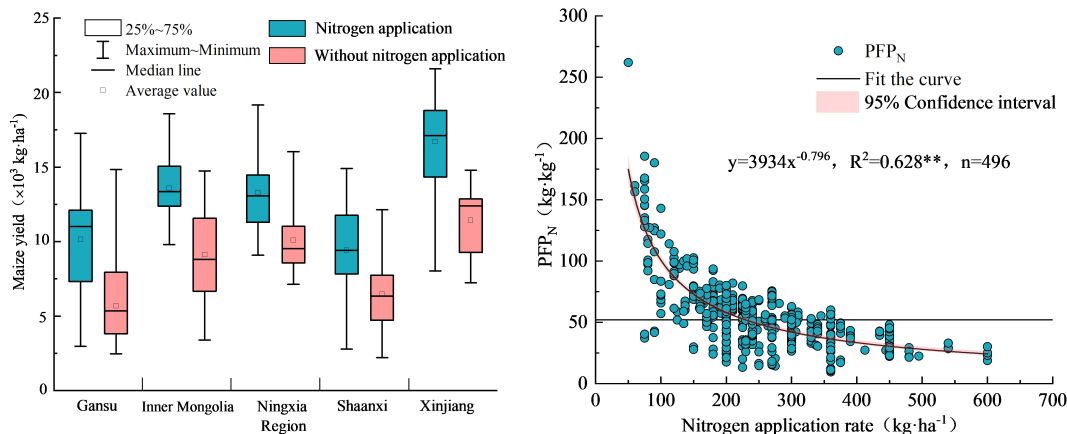 25%~75%
Maximum~Minimum
Median line
Average value
Nitrogen application
Without nitrogen application
Maize yield (×10³ kg·ha⁻¹)
25
20
15
10
5
0
Gansu
Inner Mongolia
Ningxia
Shaanxi
Xinjiang
Region
PFP_N
Fit the curve
95% Confidence interval
y=3934x^-0.796, R²=0.628**, n=496
PFP_N (kg·kg⁻¹)
300
250
200
150
100
50
0
0
100
200
300
400
500
600
700
Nitrogen application rate (kg·ha⁻¹)